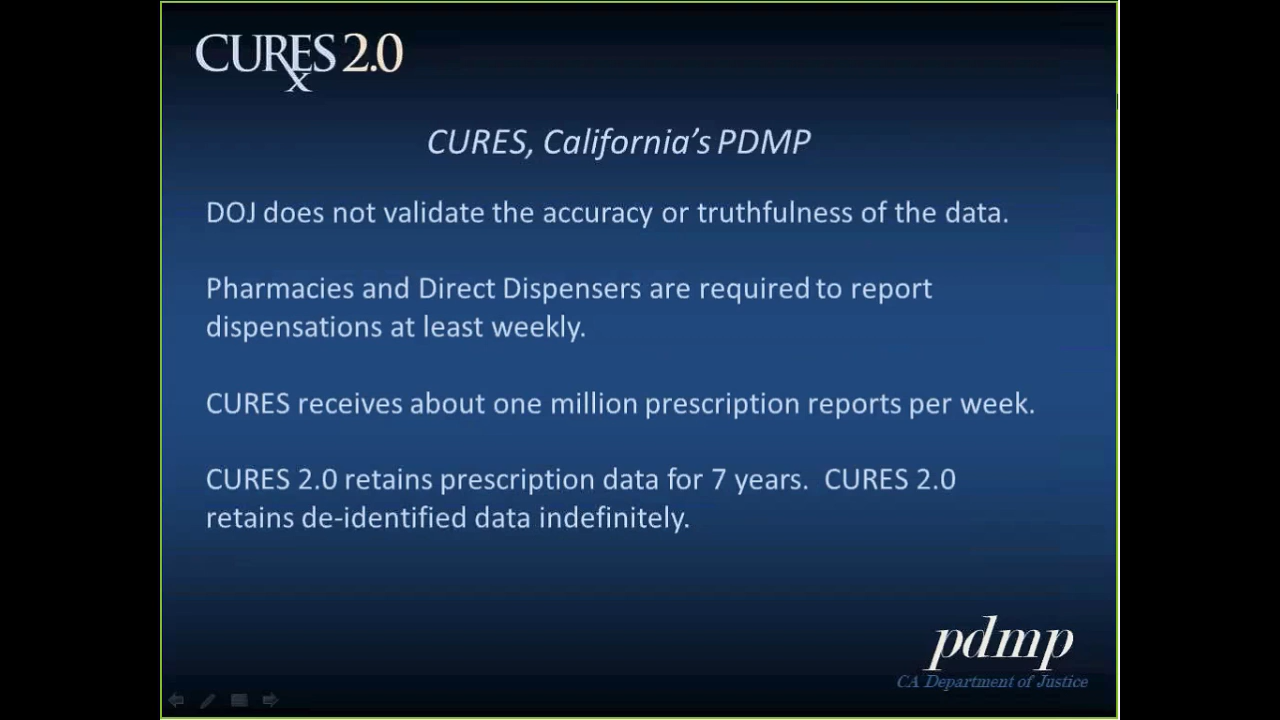 CURES 2.0
CURES, California's PDMP
DOJ does not validate the accuracy or truthfulness of the data.
Pharmacies and Direct Dispensers are required to report
dispensations at least weekly.
CURES receives about one million prescription reports per week.
CURES 2.0 retains prescription data for 7 years.  CURES 2.0
retains de-identified data indefinitely.
pdmp
CA Department of Justice